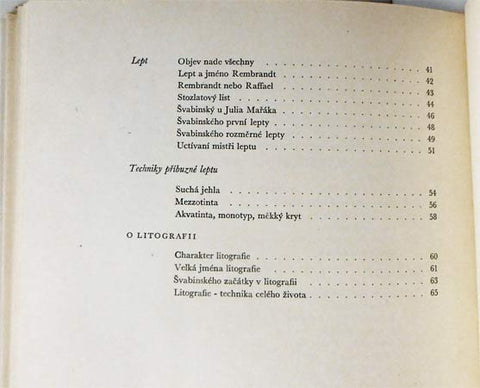 Lept Objev nade všechny . . . . . . . . . . . . 41
Lept a jméno Rembrandt . . . . . . . . . . . . 42
Rembrandt nebo Raffael . . . . . . . . . . . . 43
Stozlatový list . . . . . . . . . . . . 44
Švabinský u Julia Mařáka . . . . . . . . . . . . 46
Švabinského první lepty . . . . . . . . . . . . 48
Švabinského rozměrné lepty . . . . . . . . . . . . 49
Uctívaní mistři leptu . . . . . . . . . . . . 51
Techniky příbuzné leptu
Suchá jehla . . . . . . . . . . . . 54
Mezzotinta . . . . . . . . . . . . 56
Akvatinta, monotyp, měkký kryt . . . . . . . . . . . . 58
O LITOGRAFII
Charakter litografie . . . . . . . . . . . . 60
Velká jména litografie . . . . . . . . . . . . 61
Švabinského začátky v litografii . . . . . . . . . . . . 63
Litografie - technika celého života . . . . . . . . . . . . 65